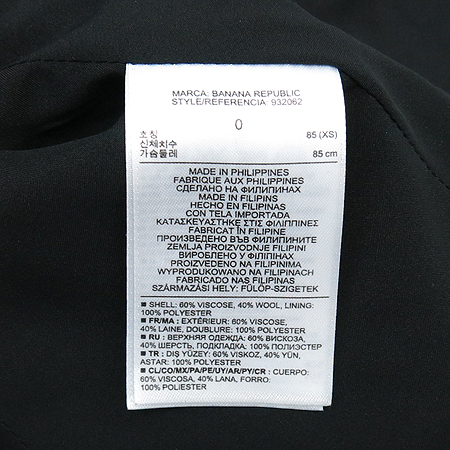 MARCA: BANANA REPUBLIC
STYLE/REFERENCIA: 932062
0
호칭 85 (XS)
신체치수
가슴둘레 85 cm
MADE IN PHILIPPINES
FABRIQUE AUX PHILIPPINES
СДЕЛАНО НА ФИЛИПИНАХ
MADE IN FILIPINS
HECHO EN FILIPINAS
CON TELA IMPORTADA
ΚΑΤΑΣΚΕΥΑΣΤΗΚΕ ΣΤΙΣ ΦΙΛΙΠΠΙΝΕΣ
FABRICAT ÎN FILIPINE
ПРОИЗВЕДЕНО ВЪВ ФИЛИПИНИТЕ
ZEMLJA PROIZVODNJE FILIPINI
ВИРОБЛЕНО У ФІЛІПІНАХ
PROIZVEDENO NA FILIPINIMA
WYPRODUKOWANO NA FILIPINACH
FABRICADO NAS FILIPINAS
SZÁRMAZÁSI HELY: FÜLÖP-SZIGETEK
■ SHELL: 60% VISCOSE, 40% WOOL, LINING:
100% POLYESTER
■ FR/MA : EXTÉRIEUR: 60% VISCOSE,
40% LAINE, DOUBLURE: 100% POLYESTER
■ RU : ВЕРХНЯЯ ОДЕЖДА: 60% ВИСКОЗА,
40% ШЕРСТЬ, ПОДКЛАДКА: 100% ПОЛИЭСТЕР
■ TR : DIŞ YÜZEY: 60% VISKOZ, 40% YÜN,
ASTAR: 100% POLYESTER
■ CL/CO/MX/PA/PE/UY/AR/PY/CR : CUERPO:
60% VISCOSA, 40% LANA, FORRO:
100% POLIESTER